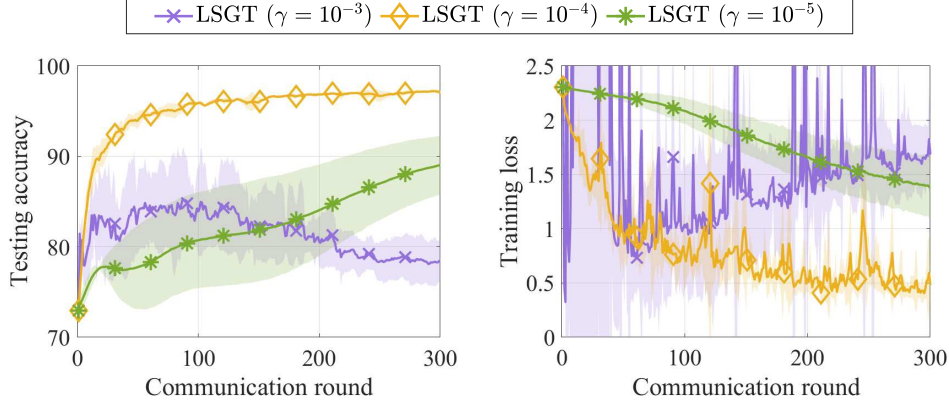 LSGT (γ = 10⁻³) LSGT (γ = 10⁻⁴) LSGT (γ = 10⁻⁵)
100
90
80
70
Testing accuracy
0 100 200 300
Communication round
2.5
2
1.5
1
0.5
0
Training loss
0 100 200 300
Communication round